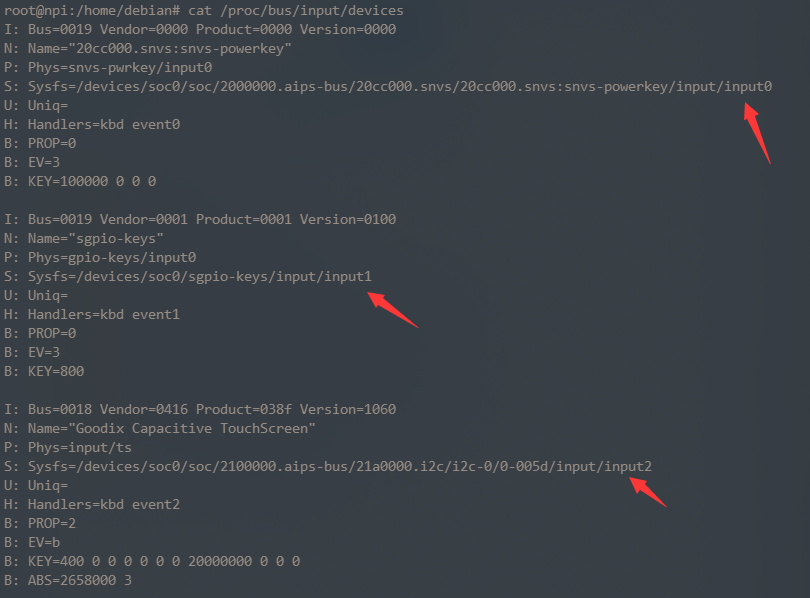 root@npi:/home/debian# cat /proc/bus/input/devices
I: Bus=0019 Vendor=0000 Product=0000 Version=0000
N: Name="20cc000.snvs:snvs-powerkey"
P: Phys=snvs-pwrkey/input0
S: Sysfs=/devices/soc0/soc/2000000.aips-bus/20cc000.snvs/20cc000.snvs:snvs-powerkey/input/input0
U: Uniq=
H: Handlers=kbd event0
B: PROP=0
B: EV=3
B: KEY=100000 0 0 0

I: Bus=0019 Vendor=0001 Product=0001 Version=0100
N: Name="sgpio-keys"
P: Phys=gpio-keys/input0
S: Sysfs=/devices/soc0/sgpio-keys/input/input1
U: Uniq=
H: Handlers=kbd event1
B: PROP=0
B: EV=3
B: KEY=800

I: Bus=0018 Vendor=0416 Product=038f Version=1060
N: Name="Goodix Capacitive TouchScreen"
P: Phys=input/ts
S: Sysfs=/devices/soc0/soc/2100000.aips-bus/21a0000.i2c/i2c-0/0-005d/input/input2
U: Uniq=
H: Handlers=kbd event2
B: PROP=2
B: EV=b
B: KEY=400 0 0 0 0 0 0 20000000 0 0 0
B: ABS=2658000 3